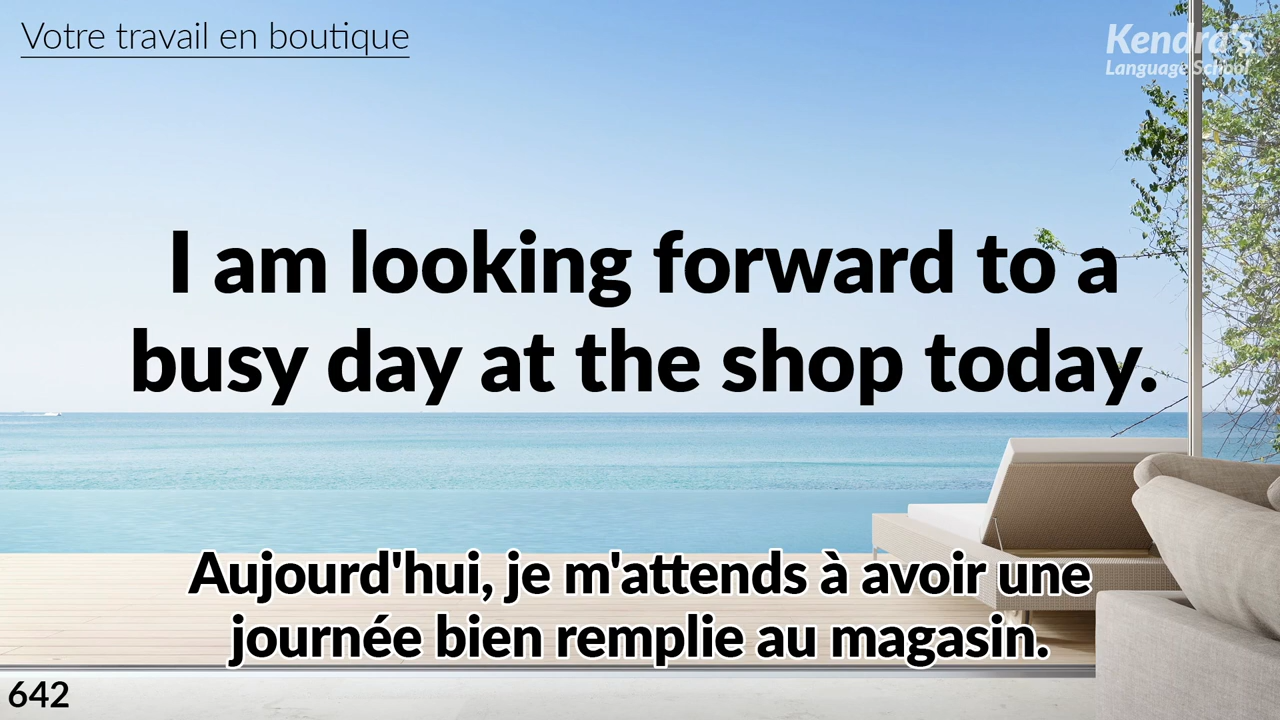 Votre travail en boutique
Kendra's
Language School
I am looking forward to a
busy day at the shop today.
Aujourd'hui, je m'attends à avoir une
journée bien remplie au magasin.
642